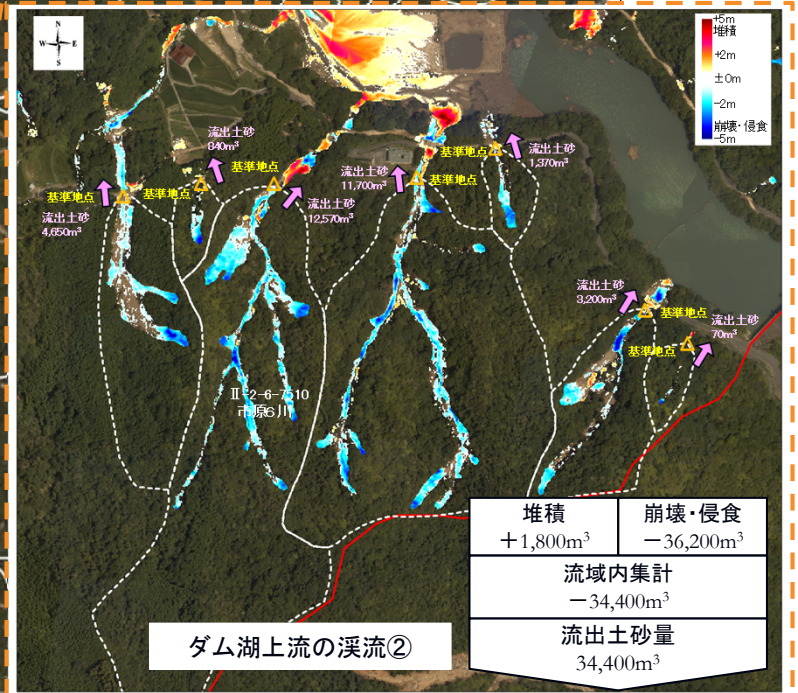 N
W E
S
+5m
堆積
+2m
±0m
−2m
崩壊・侵食
−5m
流出土砂
840m³
基準地点
流出土砂
11,700m³
基準地点
流出土砂
1,370m³
基準地点
基準地点
基準地点
流出土砂
4,650m³
流出土砂
12,570m³
流出土砂
3,200m³
基準地点
流出土砂
70m³
基準地点
Ⅱ-2-6-7510
市原6川
堆積
+1,800m³
崩壊・侵食
−36,200m³
流域内集計
−34,400m³
流出土砂量
34,400m³
ダム湖上流の渓流②